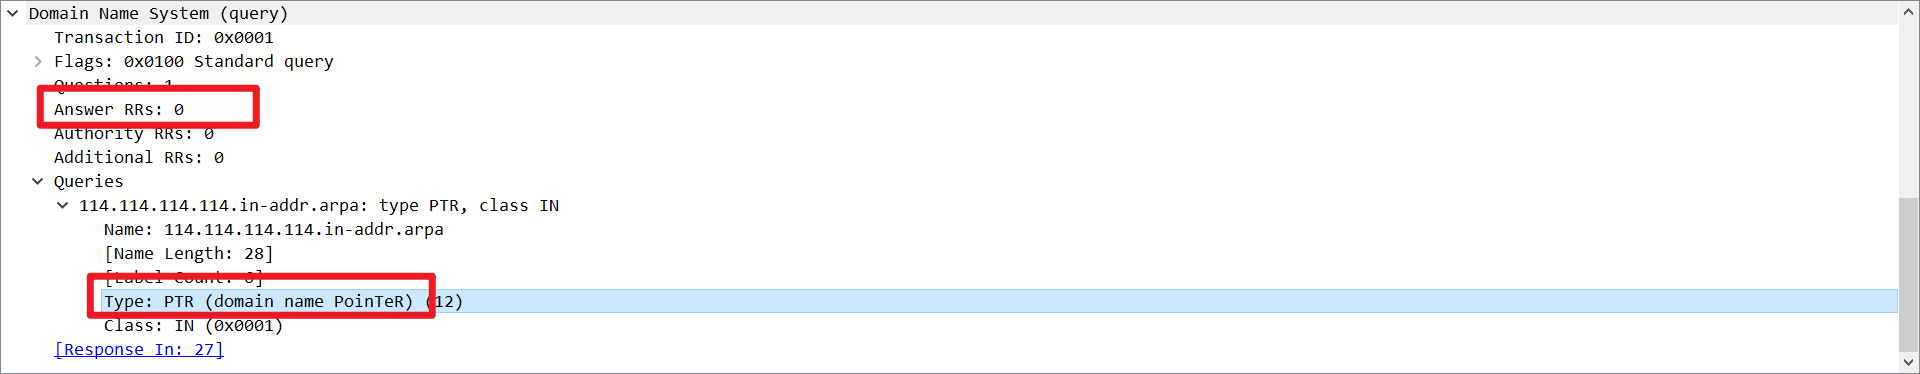 Domain Name System (query)
Transaction ID: 0x0001
Flags: 0x0100 Standard query
Questions: 1
Answer RRs: 0
Authority RRs: 0
Additional RRs: 0
Queries
114.114.114.114.in-addr.arpa: type PTR, class IN
Name: 114.114.114.114.in-addr.arpa
[Name Length: 28]
[Label Count: 6]
Type: PTR (domain name PoinTeR) (12)
Class: IN (0x0001)
[Response In: 27]